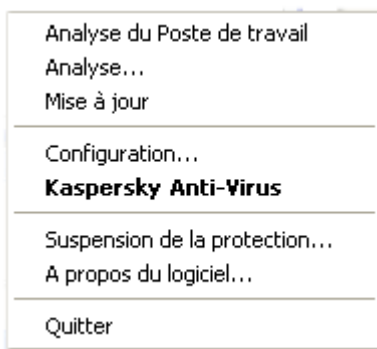 Analyse du Poste de travail
Analyse...
Mise à jour
Configuration...
Kaspersky Anti-Virus
Suspension de la protection...
A propos du logiciel...
Quitter